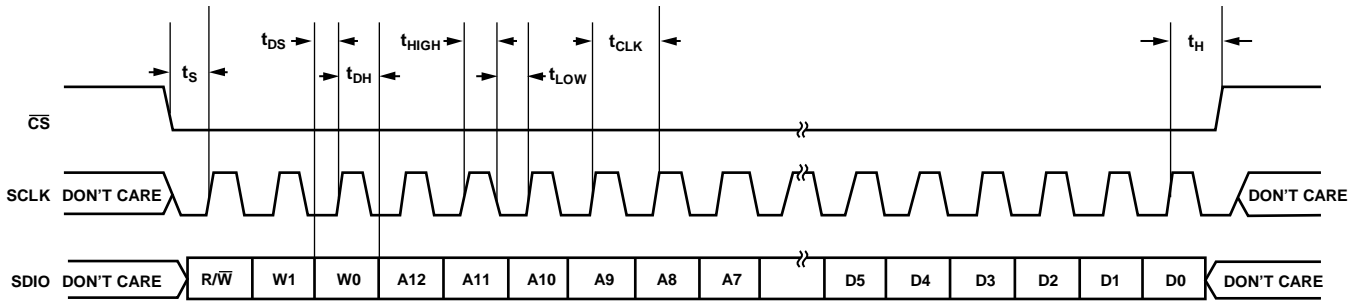 tDS tHIGH tCLK tH
tS tDH tLOW
C̅S̅
SCLK DON'T CARE DON'T CARE
SDIO DON'T CARE R/W̅ W1 W0 A12 A11 A10 A9 A8 A7 D5 D4 D3 D2 D1 D0 DON'T CARE